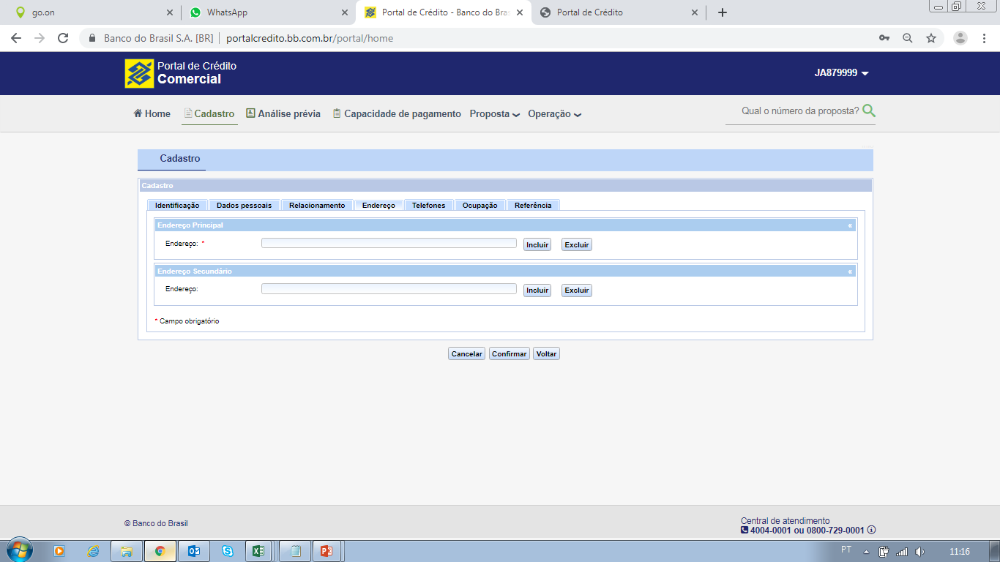 go.on
WhatsApp
Portal de Crédito - Banco do Bras
Portal de Crédito
Banco do Brasil S.A. [BR] | portalcredito.bb.com.br/portal/home
Portal de Crédito
Comercial
JA879999
Home Cadastro Análise prévia Capacidade de pagamento Proposta Operação
Qual o número da proposta?
Cadastro
Cadastro
Identificação Dados pessoais Relacionamento Endereço Telefones Ocupação Referência
Endereço Principal «
Endereço: * Incluir Excluir
Endereço Secundário «
Endereço: Incluir Excluir
* Campo obrigatório
Cancelar Confirmar Voltar
© Banco do Brasil
Central de atendimento
4004-0001 ou 0800-729-0001
PT 11:16